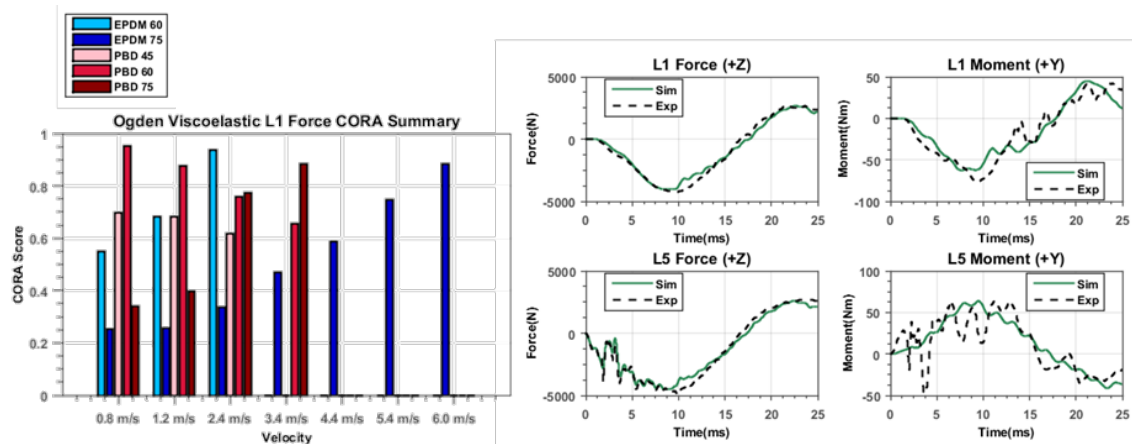 EPDM 60
EPDM 75
PBD 45
PBD 60
PBD 75
Ogden Viscoelastic L1 Force CORA Summary
CORA Score
1
0.8
0.6
0.4
0.2
0
0.8 m/s 1.2 m/s 2.4 m/s 3.4 m/s 4.4 m/s 5.4 m/s 6.0 m/s
Velocity
L1 Force (+Z)
Force(N)
5000
0
-5000
Sim
Exp
0 5 10 15 20 25
Time(ms)
L1 Moment (+Y)
Moment(Nm)
50
0
-50
-100
Sim
Exp
0 5 10 15 20 25
Time(ms)
L5 Force (+Z)
Force(N)
5000
0
-5000
Sim
Exp
0 5 10 15 20 25
Time(ms)
L5 Moment (+Y)
Moment(Nm)
100
50
0
-50
Sim
Exp
0 5 10 15 20 25
Time(ms)